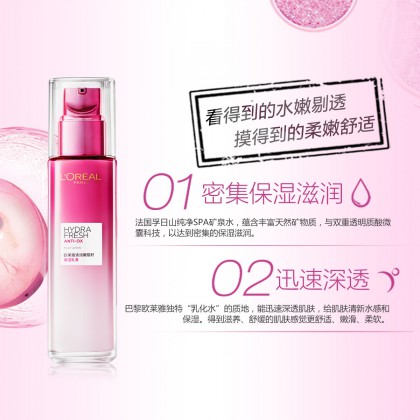 看得到的水嫩剔透
摸得到的柔嫩舒适
L'ORÉAL
PARIS
HYDRA
FRESH
ANTI-OX
01 密集保湿滋润
法国孚日山纯净SPA矿泉水，蕴含丰富天然矿物质，与双重透明质酸微
囊科技，以达到密集的保湿滋润。
02 迅速深透
巴黎欧莱雅独特“乳化水”的质地，能迅速深透肌肤，给肌肤清新水感和
保湿。得到滋养、舒缓的肌肤感觉更舒适、嫩滑、柔软。